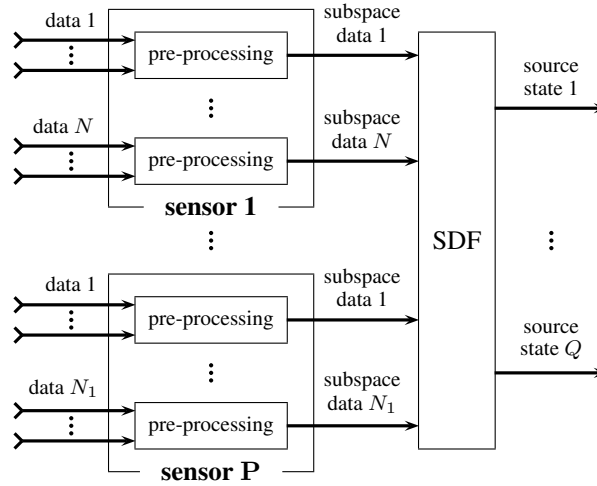 data 1
pre-processing
subspace
data 1
data N
pre-processing
subspace
data N
sensor 1
SDF
source
state 1
data 1
pre-processing
subspace
data 1
data N₁
pre-processing
subspace
data N₁
sensor P
source
state Q